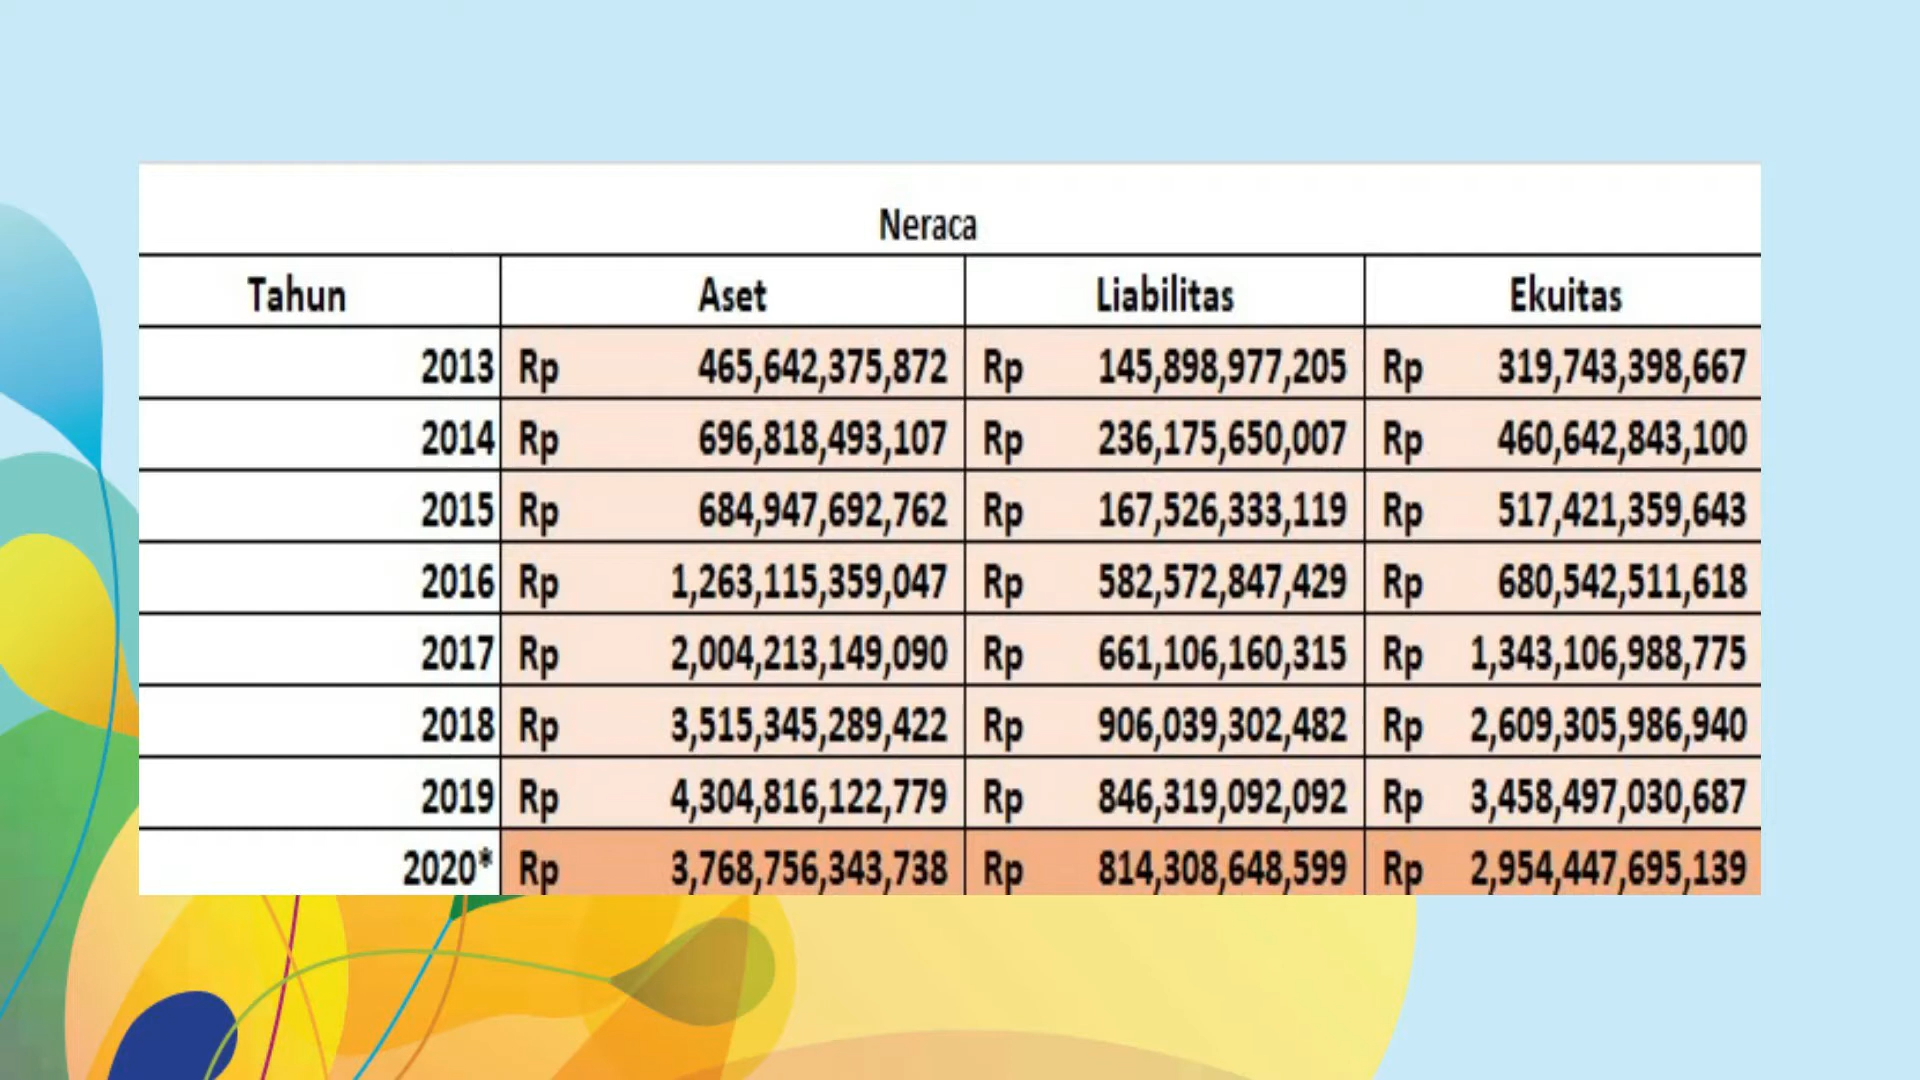 Neraca
Tahun Aset Liabilitas Ekuitas
2013 Rp 465,642,375,872 Rp 145,898,977,205 Rp 319,743,398,667
2014 Rp 696,818,493,107 Rp 236,175,650,007 Rp 460,642,843,100
2015 Rp 684,947,692,762 Rp 167,526,333,119 Rp 517,421,359,643
2016 Rp 1,263,115,359,047 Rp 582,572,847,429 Rp 680,542,511,618
2017 Rp 2,004,213,149,090 Rp 661,106,160,315 Rp 1,343,106,988,775
2018 Rp 3,515,345,289,422 Rp 906,039,302,482 Rp 2,609,305,986,940
2019 Rp 4,304,816,122,779 Rp 846,319,092,092 Rp 3,458,497,030,687
2020* Rp 3,768,756,343,738 Rp 814,308,648,599 Rp 2,954,447,695,139